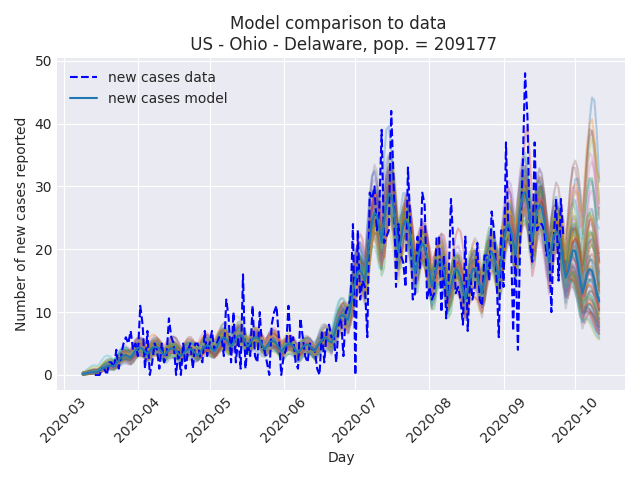 Model comparison to data
US - Ohio - Delaware, pop. = 209177
new cases data
new cases model
Number of new cases reported
50
40
30
20
10
0
2020-03
2020-04
2020-05
2020-06
2020-07
2020-08
2020-09
2020-10
Day